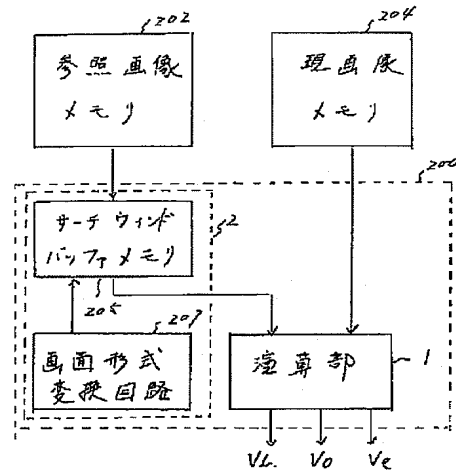 202
参照画像
メモリ
204
現画像
メモリ
200
サーチウィンド
バッファメモリ
2
205
207
画面形式
変換回路
演算部
1
VL
Vo
Ve